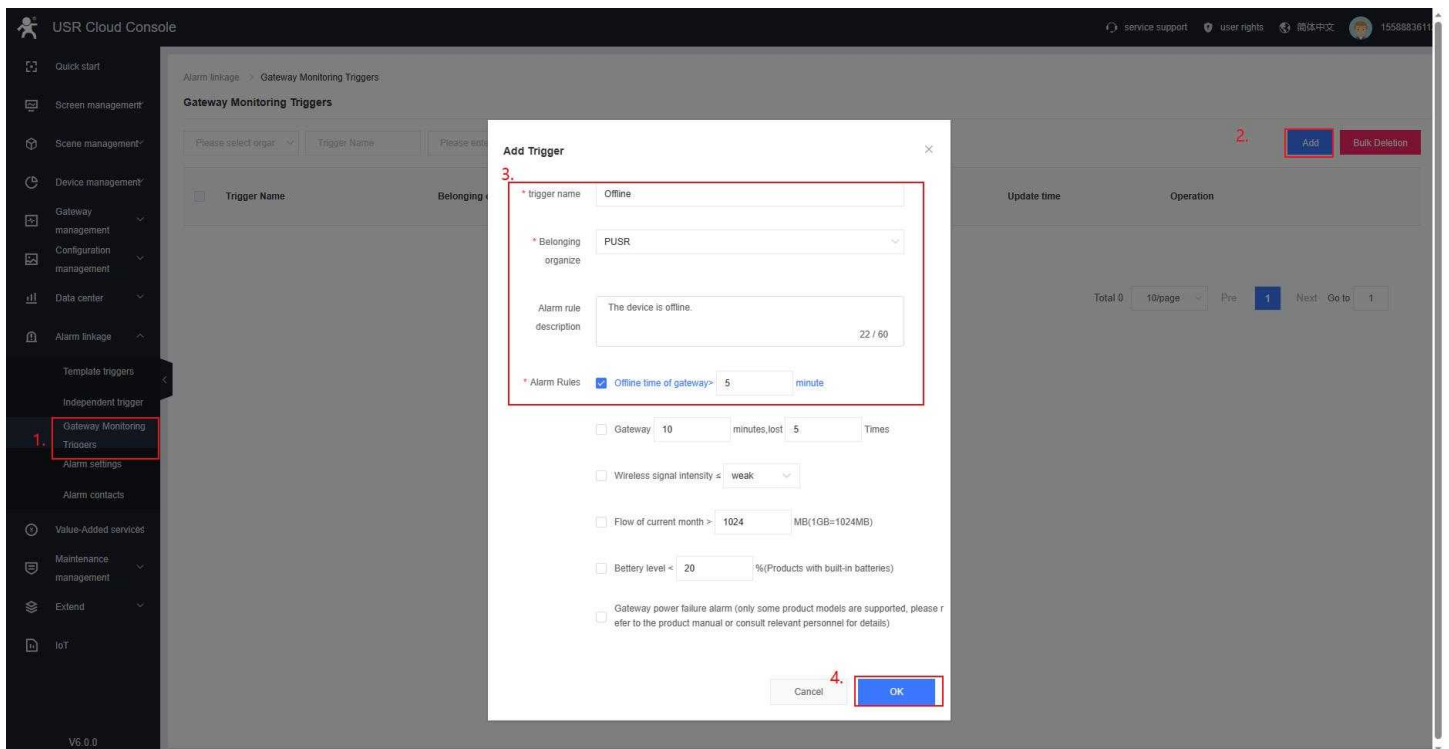 USR Cloud Console
service support
user rights
簡体中文
1558883611
Quick start
Screen management
Scene management
Device management
Gateway
management
Configuration
management
Data center
Alarm linkage
Template triggers
Independent trigger
1.
Gateway Monitoring
Triggers
Alarm settings
Alarm contacts
Value-Added services
Maintenance
management
Extend
IoT
V6.0.0
Alarm linkage > Gateway Monitoring Triggers
Gateway Monitoring Triggers
Please select organ
Trigger Name
Please ente
2.
Add
Bulk Deletion
Trigger Name
Belonging
Update time
Operation
Total 0
10/page
Pre
1
Next
Go to
1
Add Trigger
3.
* trigger name
Offline
* Belonging
organize
PUSR
Alarm rule
description
The device is offline.
22 / 60
* Alarm Rules
Offline time of gateway> 5 minute
Gateway 10 minutes,lost 5 Times
Wireless signal intensity ≤ weak
Flow of current month > 1024 MB(1GB=1024MB)
Bettery level < 20 %(Products with built-in batteries)
Gateway power failure alarm (only some product models are supported, please r
efer to the product manual or consult relevant personnel for details)
Cancel
4.
OK